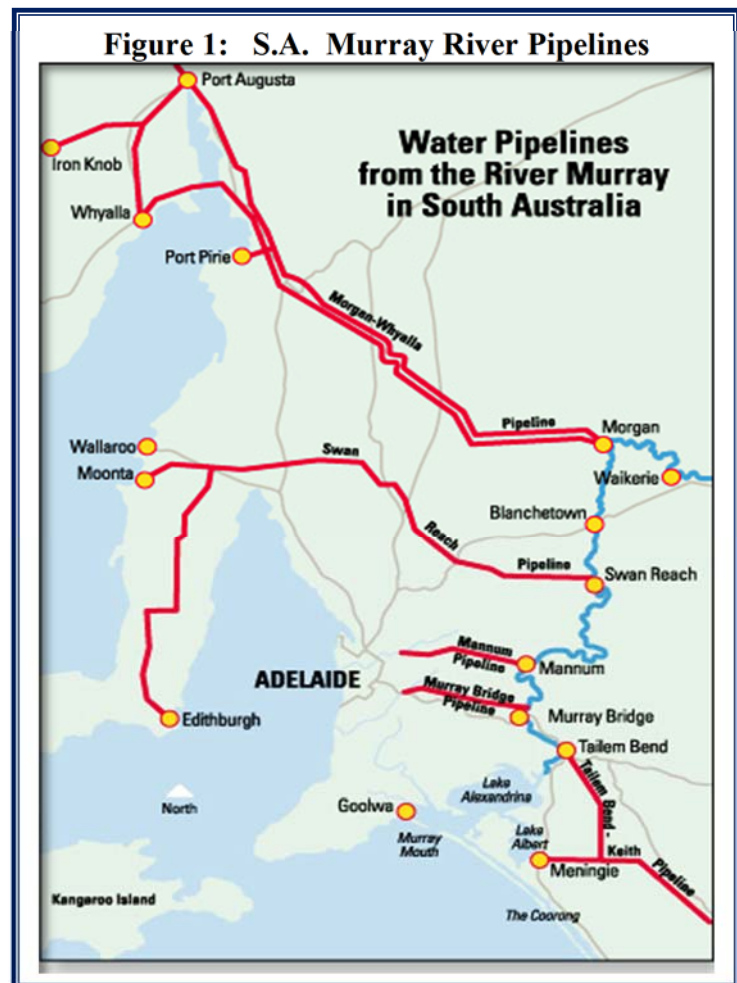 Figure 1: S.A. Murray River Pipelines
Port Augusta
Water Pipelines
from the River Murray
in South Australia
Iron Knob
Whyalla
Port Pirie
Morgan-Whyalla
Pipeline
Morgan
Wallaroo
Swan
Moonta
Waikerie
Blanchetown
Reach
Pipeline
Swan Reach
Mannum
Pipeline
Mannum
ADELAIDE
Murray Bridge
Pipeline
Edithburgh
Murray Bridge
Tailem Bend
North
Lake
Alexandrina
Tailem Bend -
Goolwa
Murray
Mouth
Lake
Albert
Keith
Meningie
Pipeline
Kangaroo Island
The Coorong